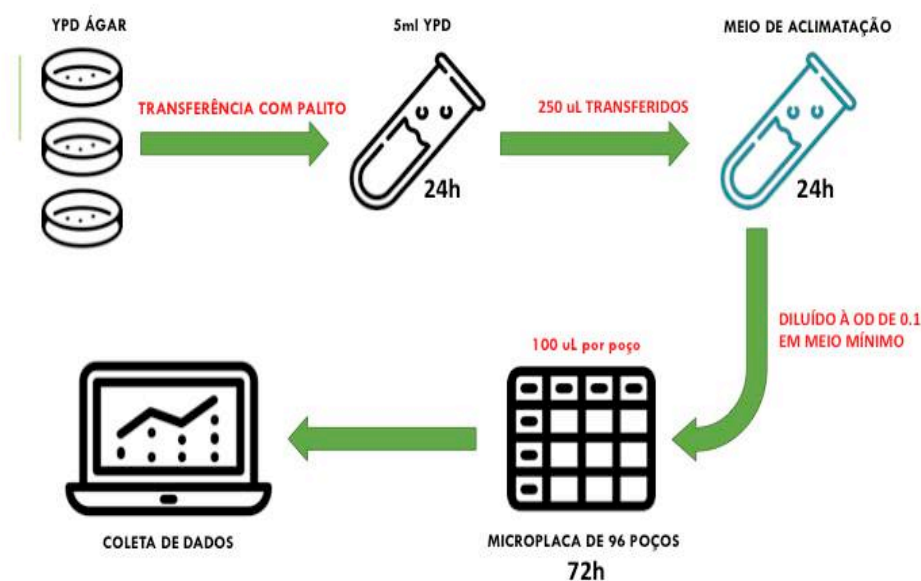 YPD ÁGAR
5ml YPD
MEIO DE ACLIMATAÇÃO
TRANSFERÊNCIA COM PALITO
250 uL TRANSFERIDOS
24h
24h
DILUÍDO À OD DE 0.1
EM MEIO MÍNIMO
100 uL por poço
COLETA DE DADOS
MICROPLACA DE 96 POÇOS
72h